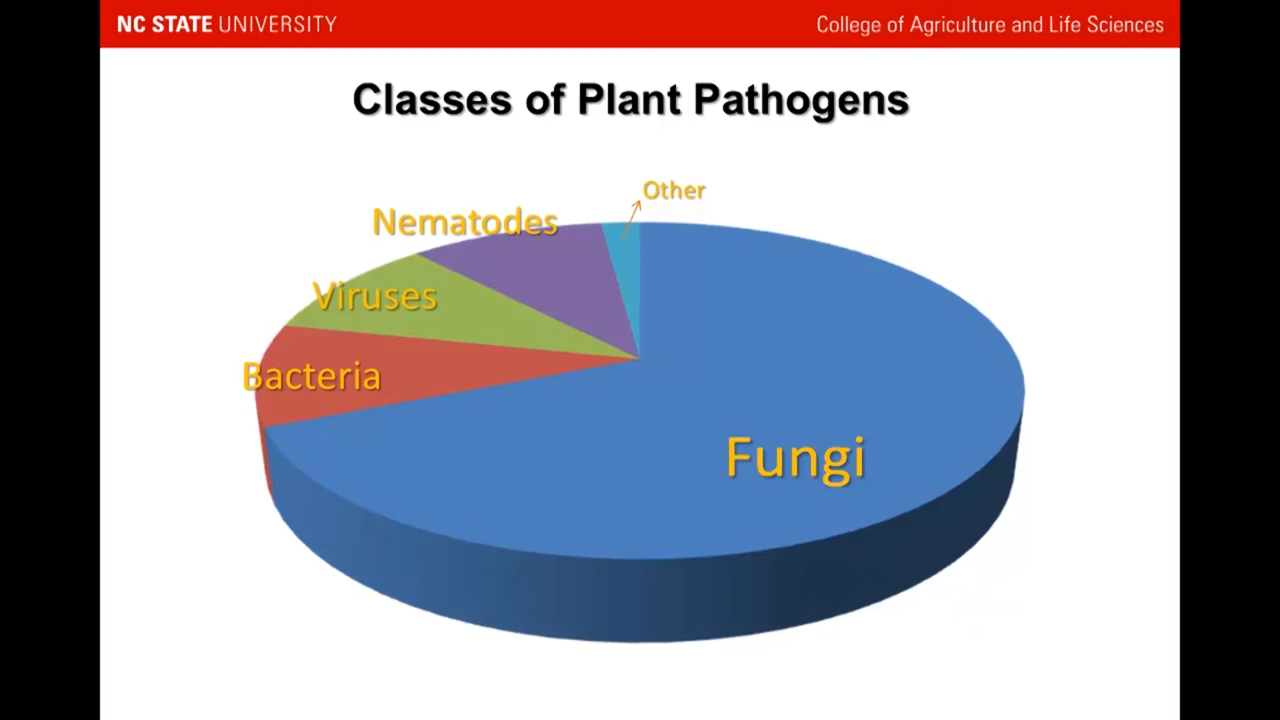 NC STATE UNIVERSITY
College of Agriculture and Life Sciences
Classes of Plant Pathogens
Other
Nematodes
Viruses
Bacteria
Fungi